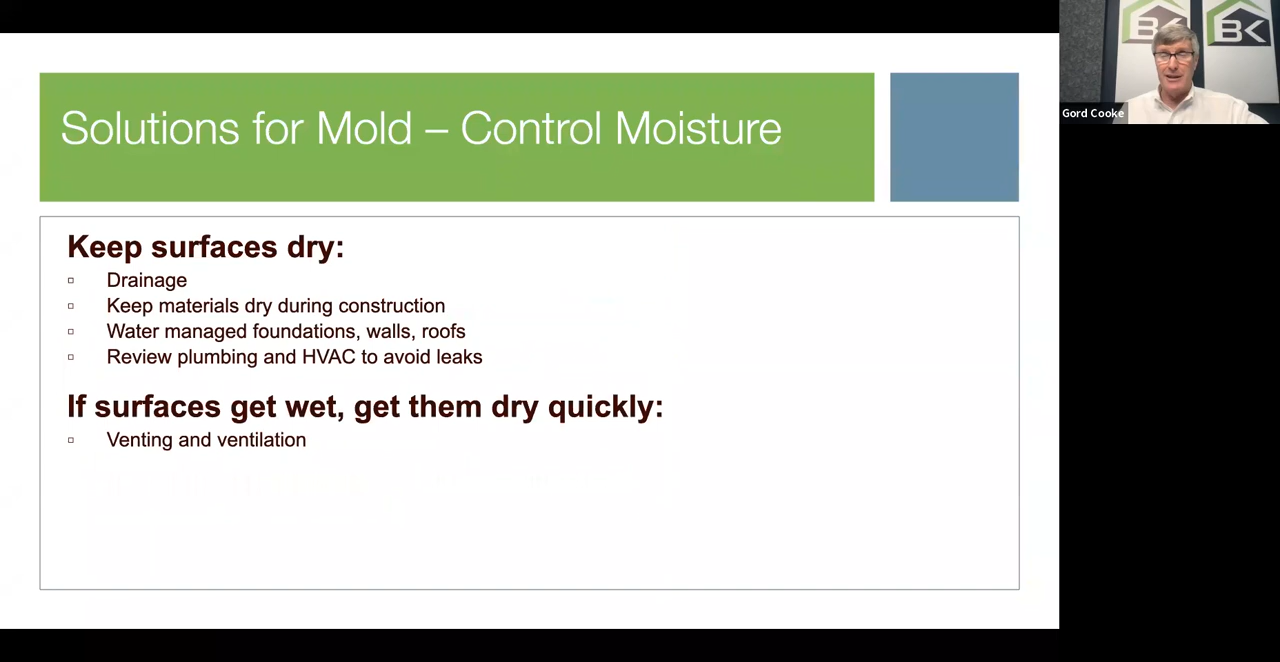 Solutions for Mold – Control Moisture
Keep surfaces dry:
Drainage
Keep materials dry during construction
Water managed foundations, walls, roofs
Review plumbing and HVAC to avoid leaks
If surfaces get wet, get them dry quickly:
Venting and ventilation
BK
BK
Gord Cooke